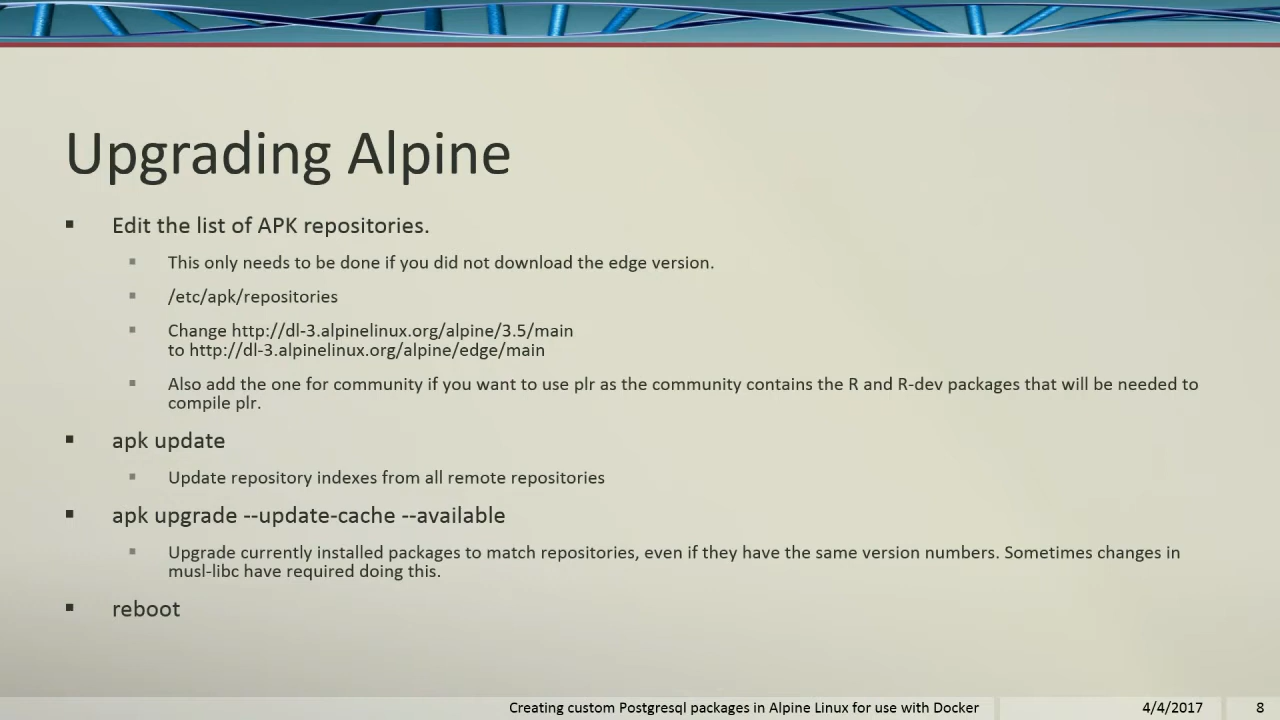 Upgrading Alpine
Edit the list of APK repositories.
This only needs to be done if you did not download the edge version.
/etc/apk/repositories
Change http://dl-3.alpinelinux.org/alpine/3.5/main
to http://dl-3.alpinelinux.org/alpine/edge/main
Also add the one for community if you want to use plr as the community contains the R and R-dev packages that will be needed to
compile plr.
apk update
Update repository indexes from all remote repositories
apk upgrade --update-cache --available
Upgrade currently installed packages to match repositories, even if they have the same version numbers. Sometimes changes in
musl-libc have required doing this.
reboot
Creating custom Postgresql packages in Alpine Linux for use with Docker 4/4/2017 8